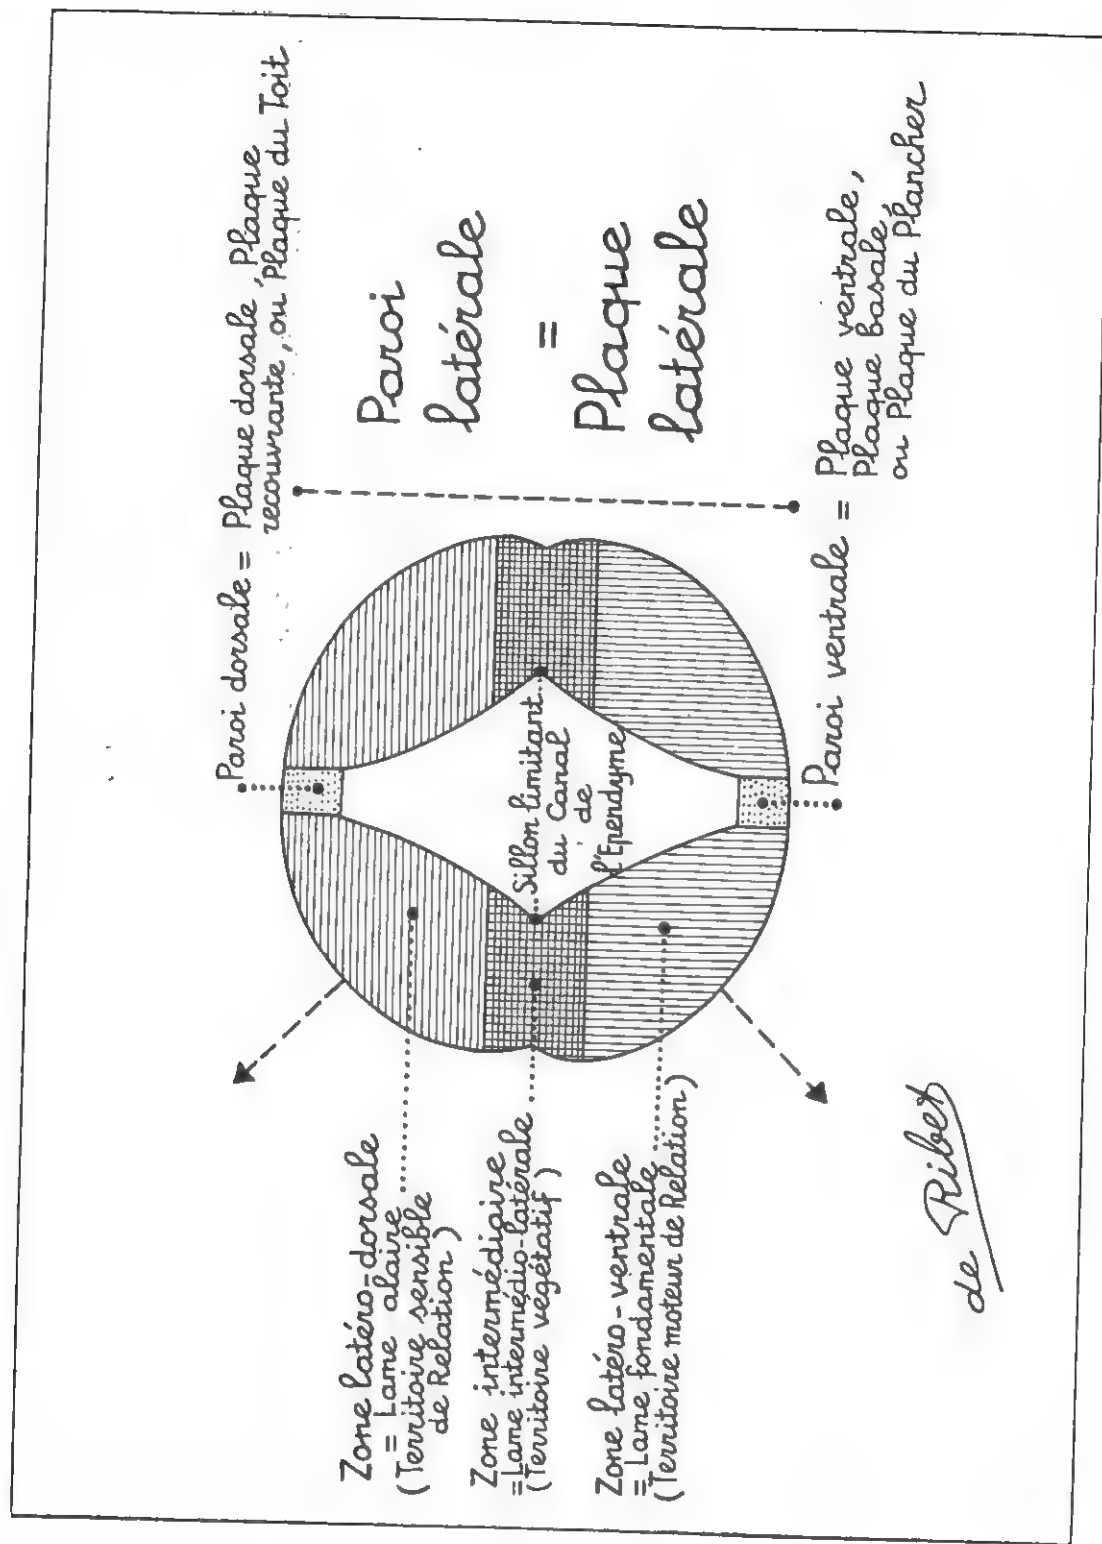 Paroi dorsale = Plaque dorsale, Plaque
recouvrante, ou Plaque du Toit
Paroi
latérale
=
Plaque
latérale
Sillon limitant
du Canal
de
l'Ependyme
Zone latéro-dorsale
= Lame alaire
(Territoire sensible
de Relation)
Zone intermédiaire
=Lame intermédio-latérale
(Territoire végétatif)
Zone latéro-ventrale
= Lame fondamentale
(Territoire moteur de Relation)
Paroi ventrale = Plaque ventrale,
Plaque basale,
ou Plaque du Plancher
de Ribet